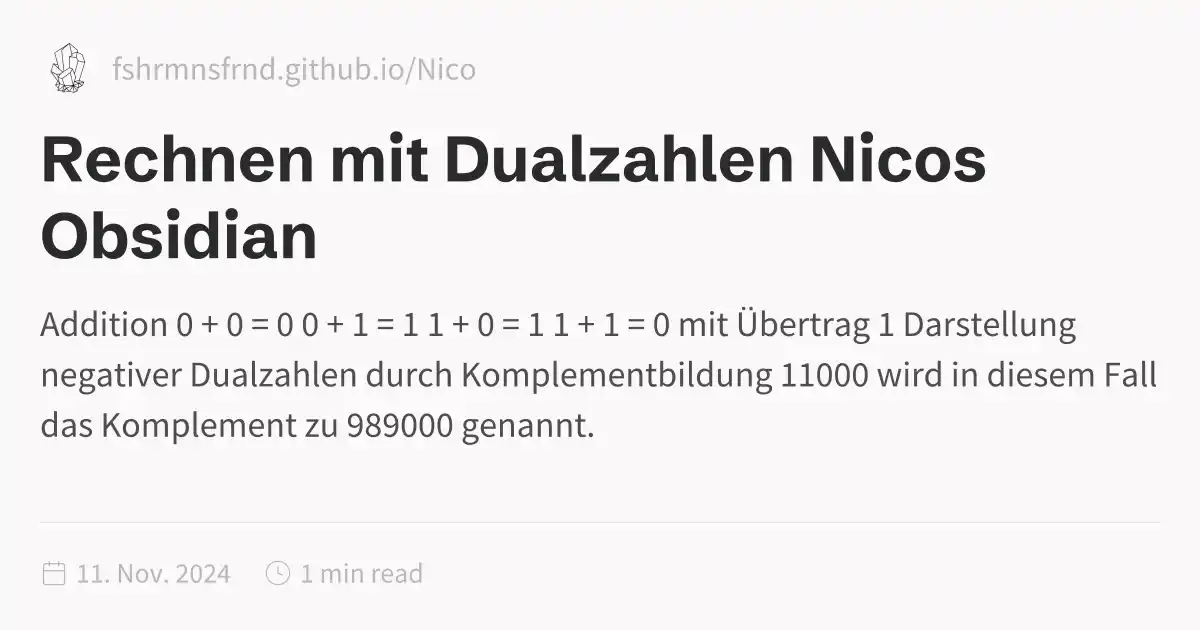 fshrmnsfrnd.github.io/Nico
Rechnen mit Dualzahlen Nicos
Obsidian
Addition 0 + 0 = 0 0 + 1 = 1 1 + 0 = 1 1 + 1 = 0 mit Übertrag 1 Darstellung
negativer Dualzahlen durch Komplementbildung 11000 wird in diesem Fall
das Komplement zu 989000 genannt.
11. Nov. 2024 1 min read